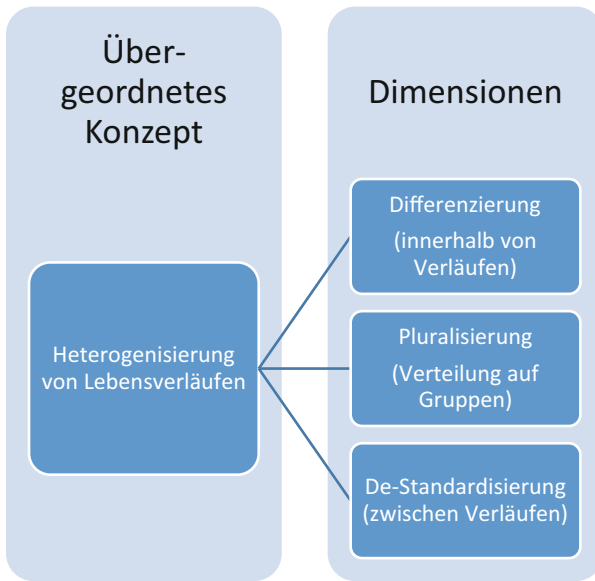 Über-
geordnetes
Konzept
Heterogenisierung
von Lebensverläufen
Dimensionen
Differenzierung
(innerhalb von
Verläufen)
Pluralisierung
(Verteilung auf
Gruppen)
De-Standardisierung
(zwischen Verläufen)